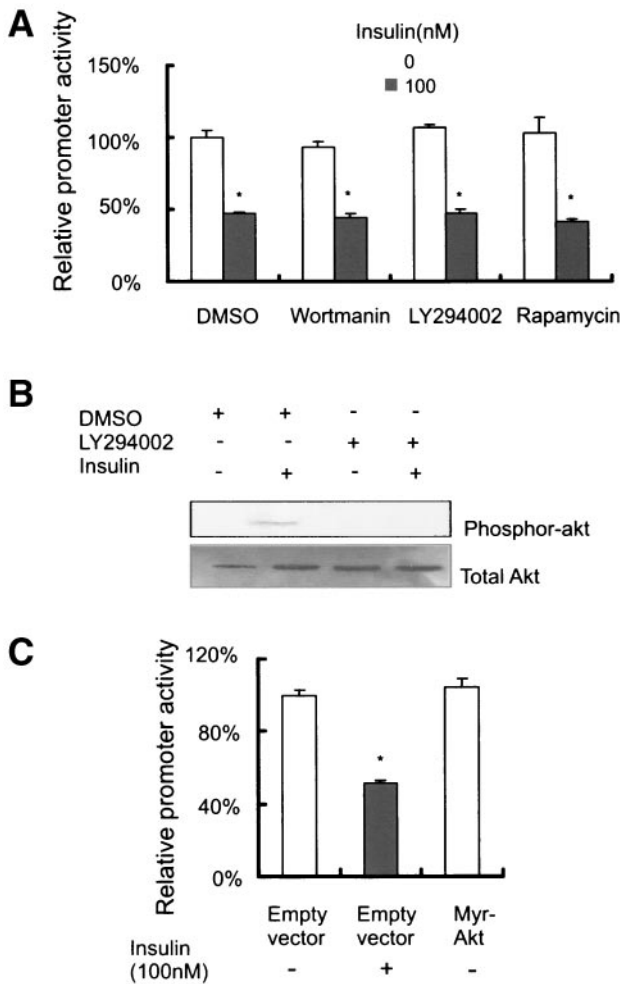 A
Insulin(nM)
0
100
Relative promoter activity
150%
100%
50%
0%
* * * *
DMSO Wortmanin LY294002 Rapamycin
B
DMSO + + - -
LY294002 - - + +
Insulin - + - +
Phosphor-akt
Total Akt
C
Relative promoter activity
120%
80%
40%
0%
*
Empty vector
Empty vector
Myr-Akt
Insulin (100nM) - + -